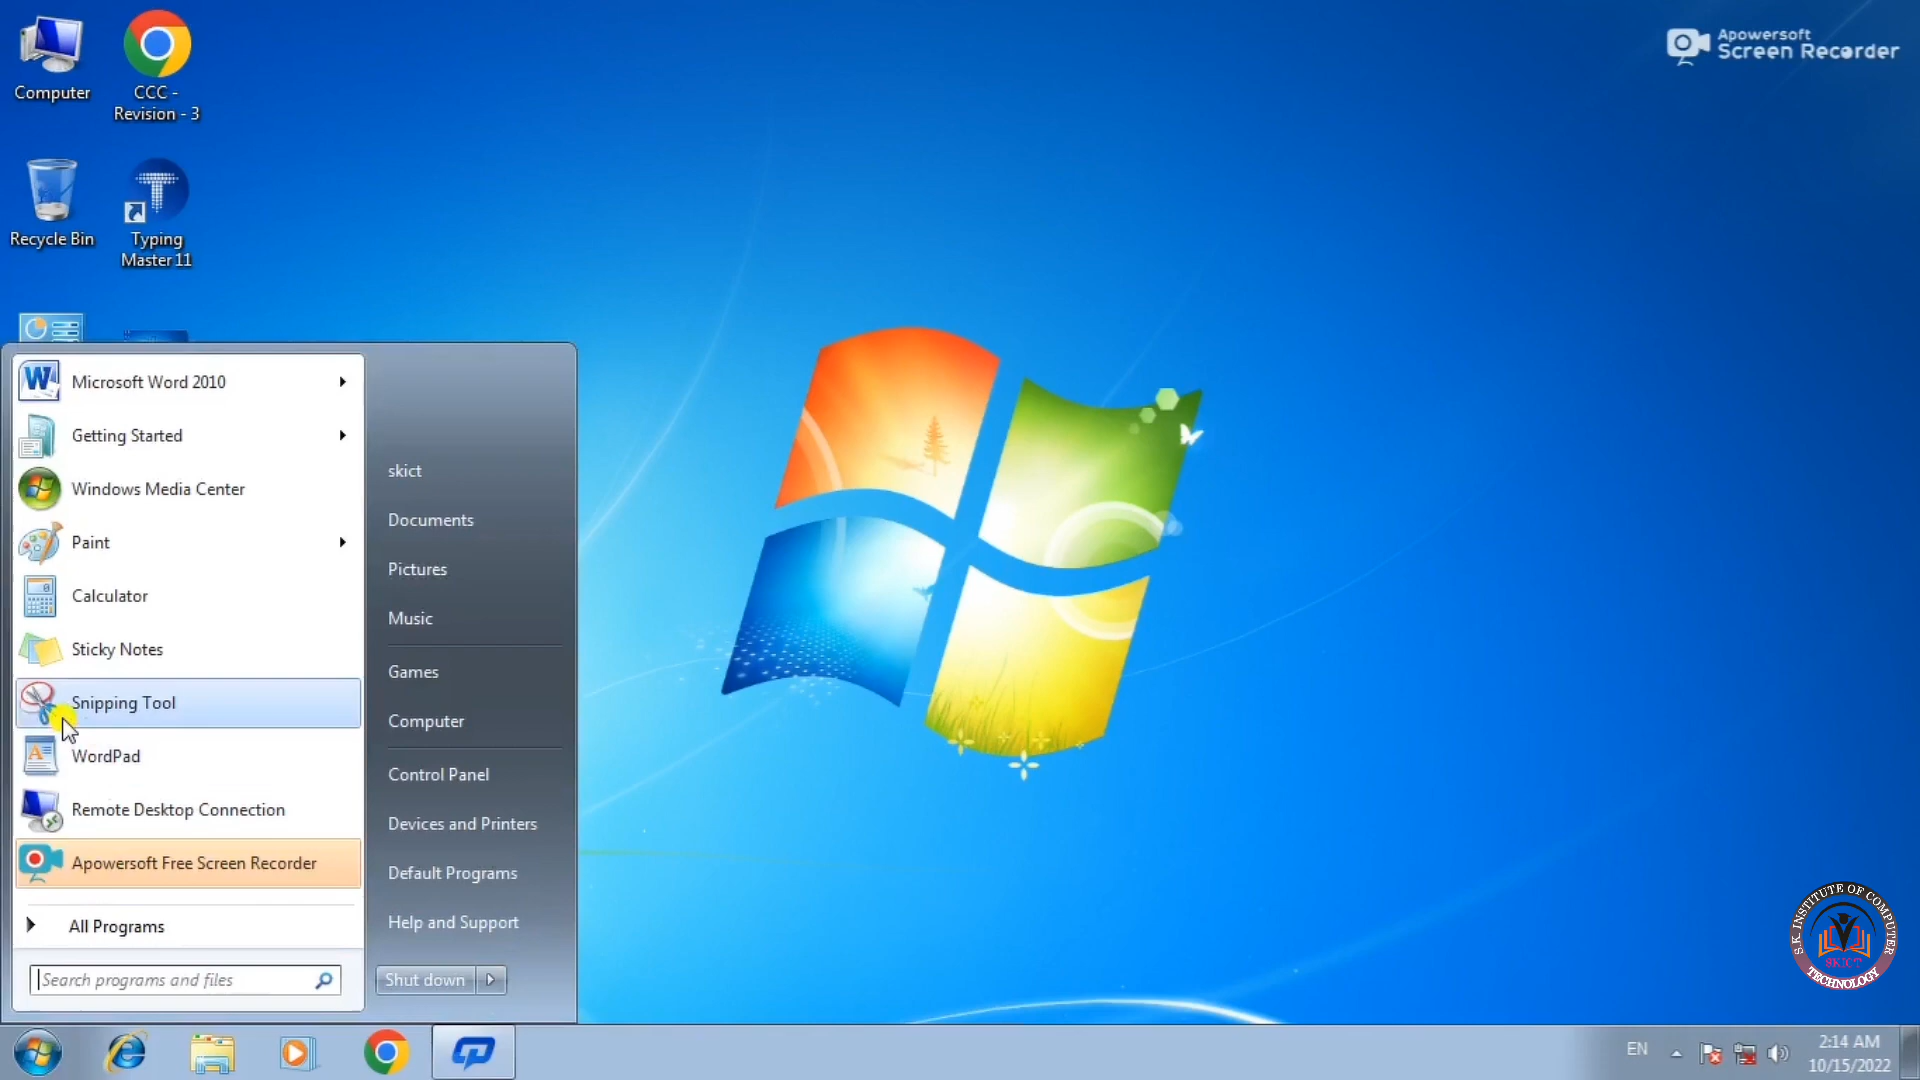 Apowersoft
Screen Recorder
Computer
CCC -
Revision - 3
Recycle Bin
Typing
Master 11
Microsoft Word 2010
Getting Started
Windows Media Center
Paint
Calculator
Sticky Notes
Snipping Tool
WordPad
Remote Desktop Connection
Apowersoft Free Screen Recorder
All Programs
Search programs and files
skict
Documents
Pictures
Music
Games
Computer
Control Panel
Devices and Printers
Default Programs
Help and Support
Shut down
S.K. INSTITUTE OF COMPUTER
SKICT
TECHNOLOGY
EN
2:14 AM
10/15/2022